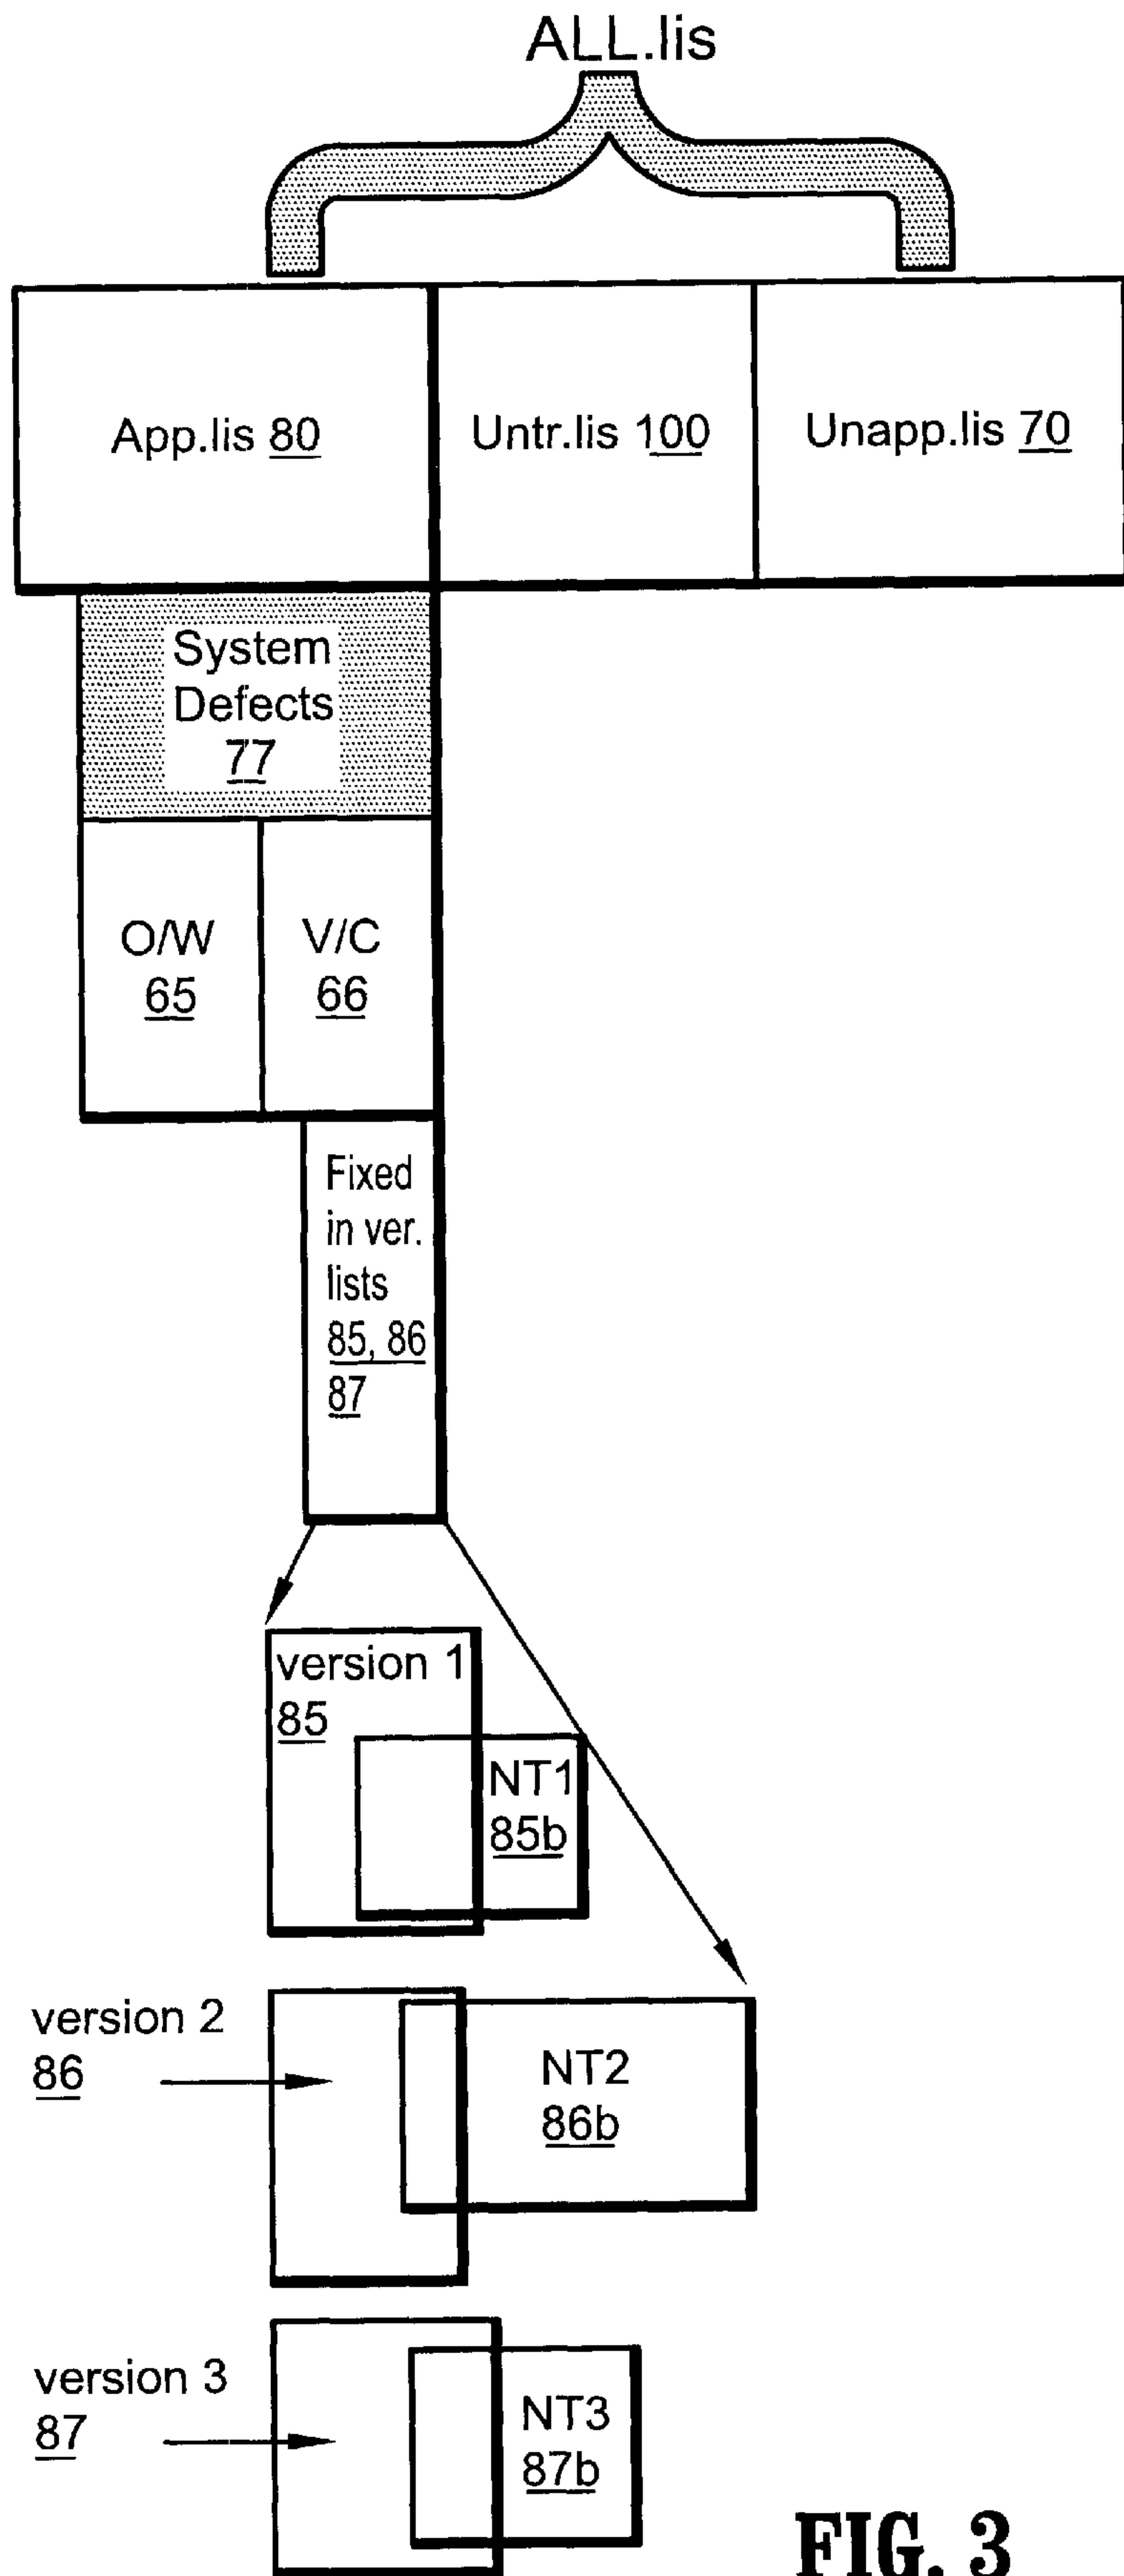 ALL.lis
App.lis 80
Untr.lis 100
Unapp.lis 70
System
Defects
77
O/W
65
V/C
66
Fixed
in ver.
lists
85, 86
87
version 1
85
NT1
85b
version 2
86
NT2
86b
version 3
87
NT3
87b
FIG. 3